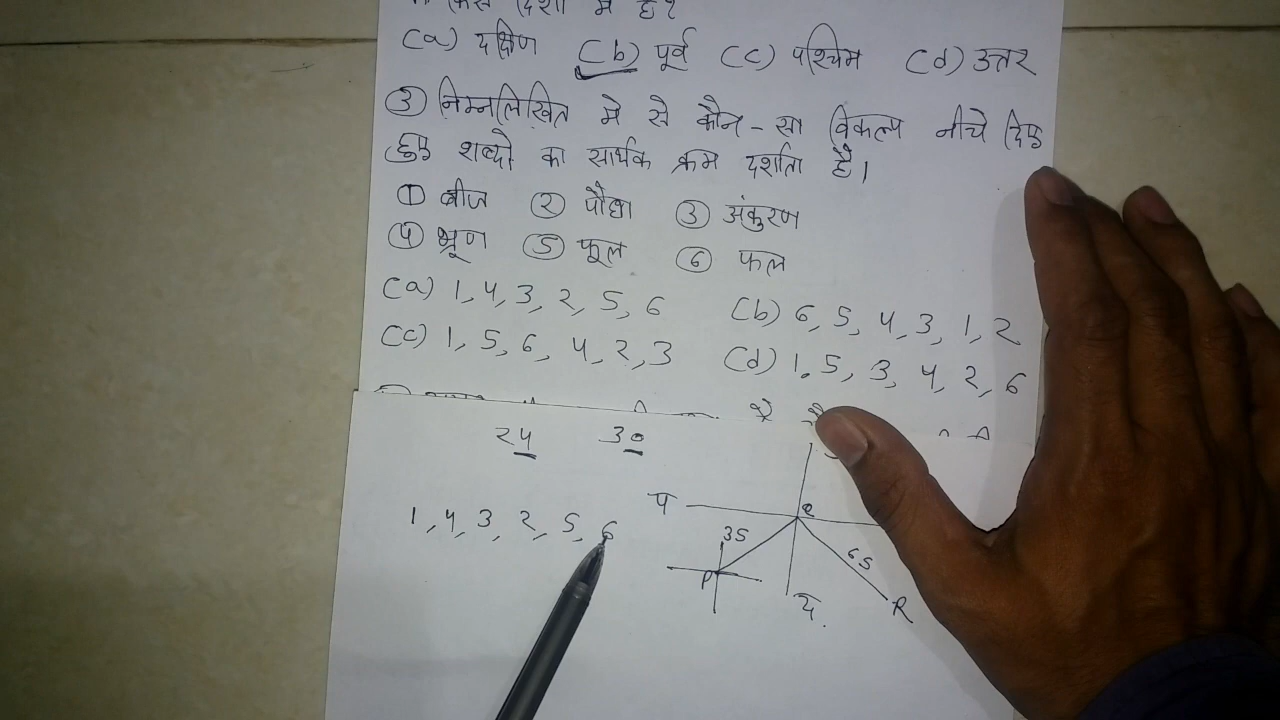 दिशा में है?
(a) दक्षिण (b) पूर्व (c) पश्चिम (d) उत्तर
③ निम्नलिखित मे से कौन-सा विकल्प नीचे दिए
हुए शब्दो का सार्थक क्रम दर्शाता है।
① बीज ② पौधा ③ अंकुरण
④ भ्रूण ⑤ फूल ⑥ फल
(a) 1, 4, 3, 2, 5, 6 (b) 6, 5, 4, 3, 1, 2
(c) 1, 5, 6, 4, 2, 3 (d) 1, 5, 3, 4, 2, 6
24 30
1, 4, 3, 2, 5, 6
प Q
35 65
P द. R